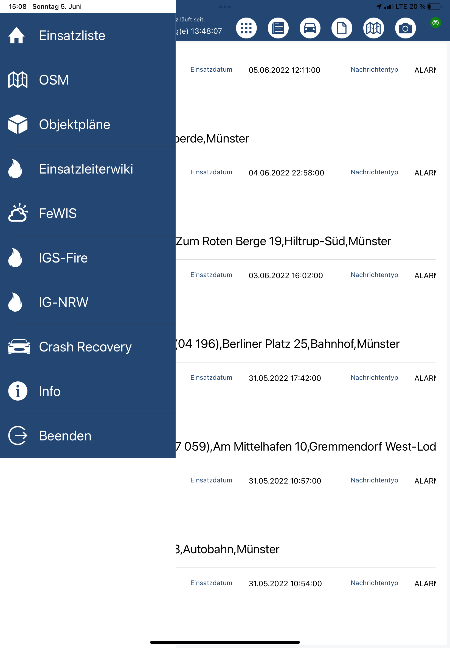 15:08 Sonntag 5. Juni
LTE 20 %
z läuft seit
g(e) 13:48:07
Einsatzliste
OSM
Objektpläne
Einsatzleiterwiki
FeWIS
IGS-Fire
IG-NRW
Crash Recovery
Info
Beenden
Einsatzdatum 05.06.2022 12:11:00 Nachrichtentyp ALAR
perde,Münster
Einsatzdatum 04.06.2022 22:58:00 Nachrichtentyp ALAR
Zum Roten Berge 19,Hiltrup-Süd,Münster
Einsatzdatum 03.06.2022 16:02:00 Nachrichtentyp ALAR
(04 196),Berliner Platz 25,Bahnhof,Münster
Einsatzdatum 31.05.2022 17:42:00 Nachrichtentyp ALAR
7 059),Am Mittelhafen 10,Gremmendorf West-Lod
Einsatzdatum 31.05.2022 10:57:00 Nachrichtentyp ALAR
3,Autobahn,Münster
Einsatzdatum 31.05.2022 10:54:00 Nachrichtentyp ALAR